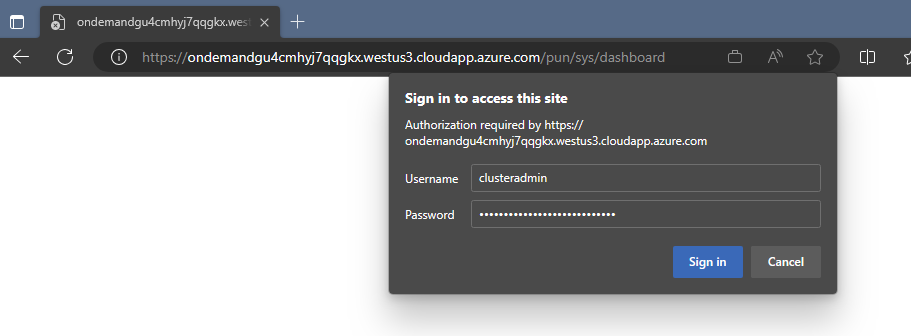 ondemandgu4cmhyj7qqgkx.west
https://ondemandgu4cmhyj7qqgkx.westus3.cloudapp.azure.com/pun/sys/dashboard
Sign in to access this site
Authorization required by https://
ondemandgu4cmhyj7qqgkx.westus3.cloudapp.azure.com
Username clusteradmin
Password ••••••••••••••••••••••••••••
Sign in Cancel